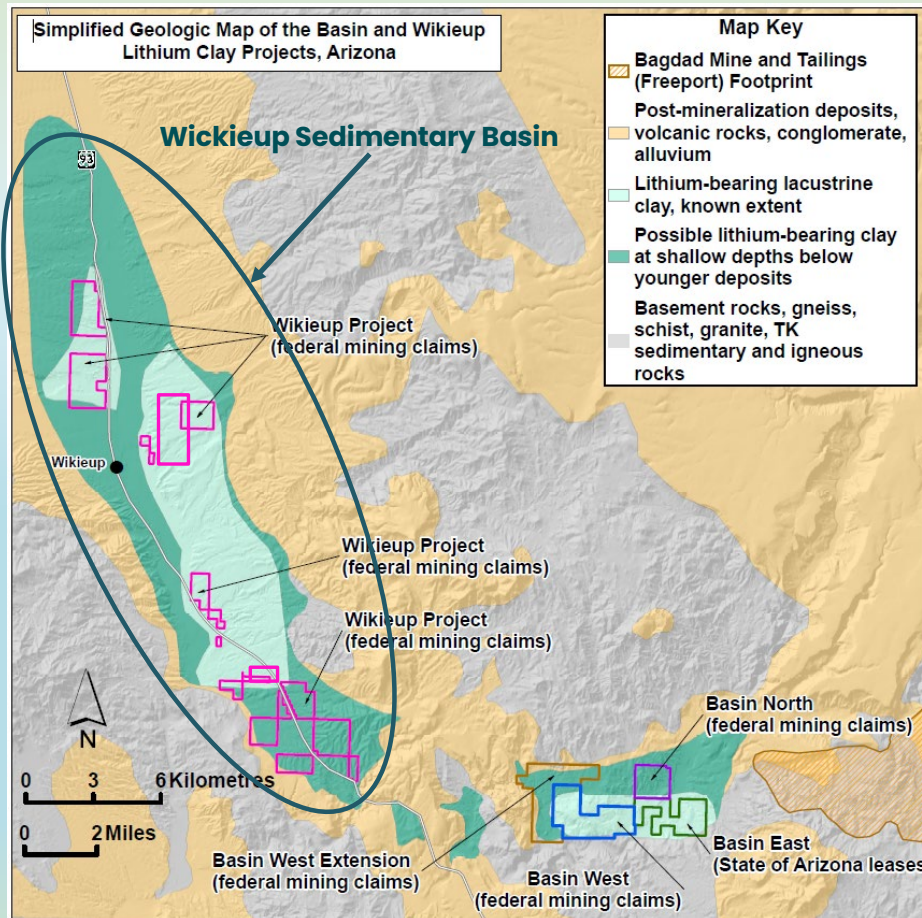 Simplified Geologic Map of the Basin and Wikieup
Lithium Clay Projects, Arizona
Map Key
Bagdad Mine and Tailings
(Freeport) Footprint
Post-mineralization deposits,
volcanic rocks, conglomerate,
alluvium
Lithium-bearing lacustrine
clay, known extent
Possible lithium-bearing clay
at shallow depths below
younger deposits
Basement rocks, gneiss,
schist, granite, TK
sedimentary and igneous
rocks
Wickieup Sedimentary Basin
93
Wikieup Project
(federal mining claims)
Wikieup
Wikieup Project
(federal mining claims)
Wikieup Project
(federal mining claims)
N
0 3 6 Kilometres
0 2 Miles
Basin North
(federal mining claims)
Basin West Extension
(federal mining claims)
Basin West
(federal mining claims)
Basin East
(State of Arizona leases